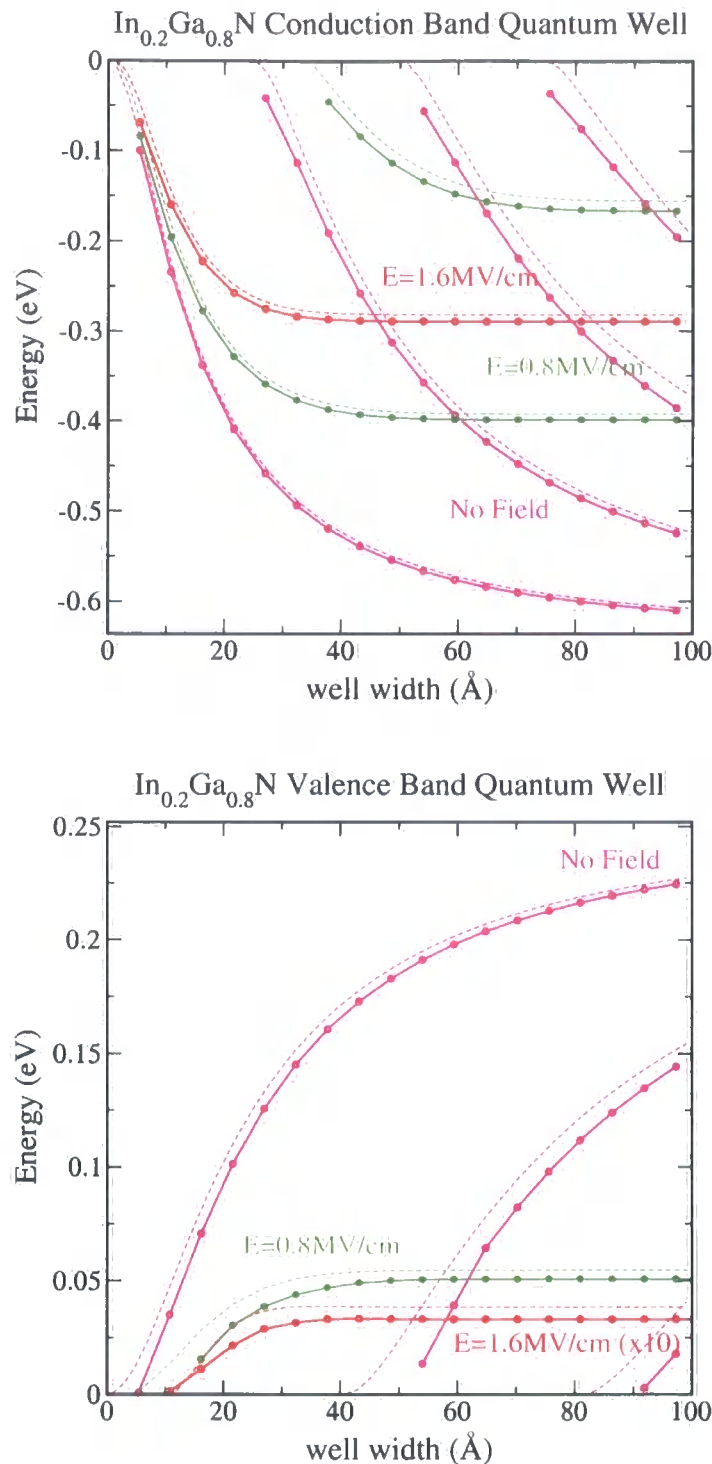 In0.2Ga0.8N Conduction Band Quantum Well
0
-0.1
-0.2
-0.3
-0.4
-0.5
-0.6
Energy (eV)
E=1.6MV/cm
E=0.8MV/cm
No Field
0 20 40 60 80 100
well width (Å)
In0.2Ga0.8N Valence Band Quantum Well
0.25
0.2
0.15
0.1
0.05
0
Energy (eV)
No Field
E=0.8MV/cm
E=1.6MV/cm (x10)
0 20 40 60 80 100
well width (Å)